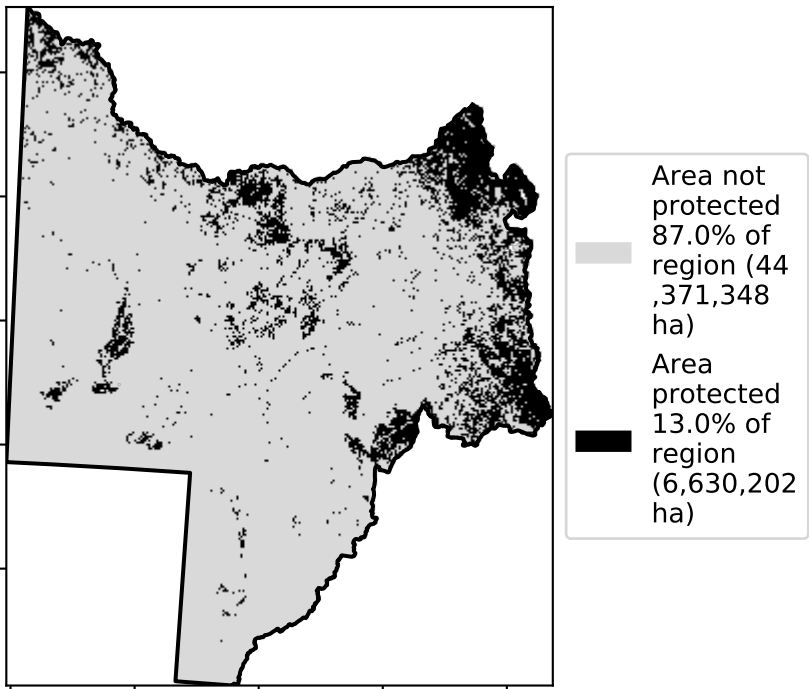 Area not
protected
87.0% of
region (44
,371,348
ha)
Area
protected
13.0% of
region
(6,630,202
ha)